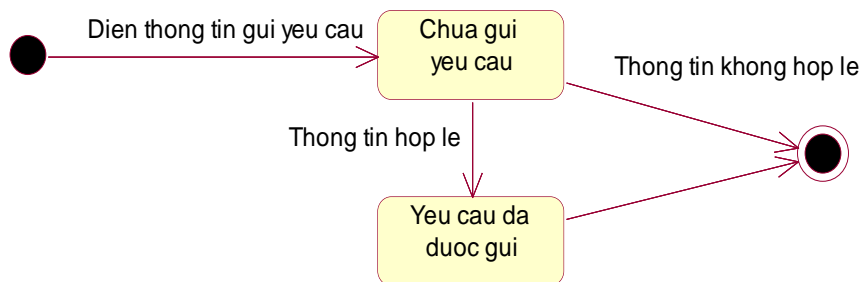 Dien thong tin gui yeu cau
Chua gui
yeu cau
Thong tin khong hop le
Thong tin hop le
Yeu cau da
duoc gui